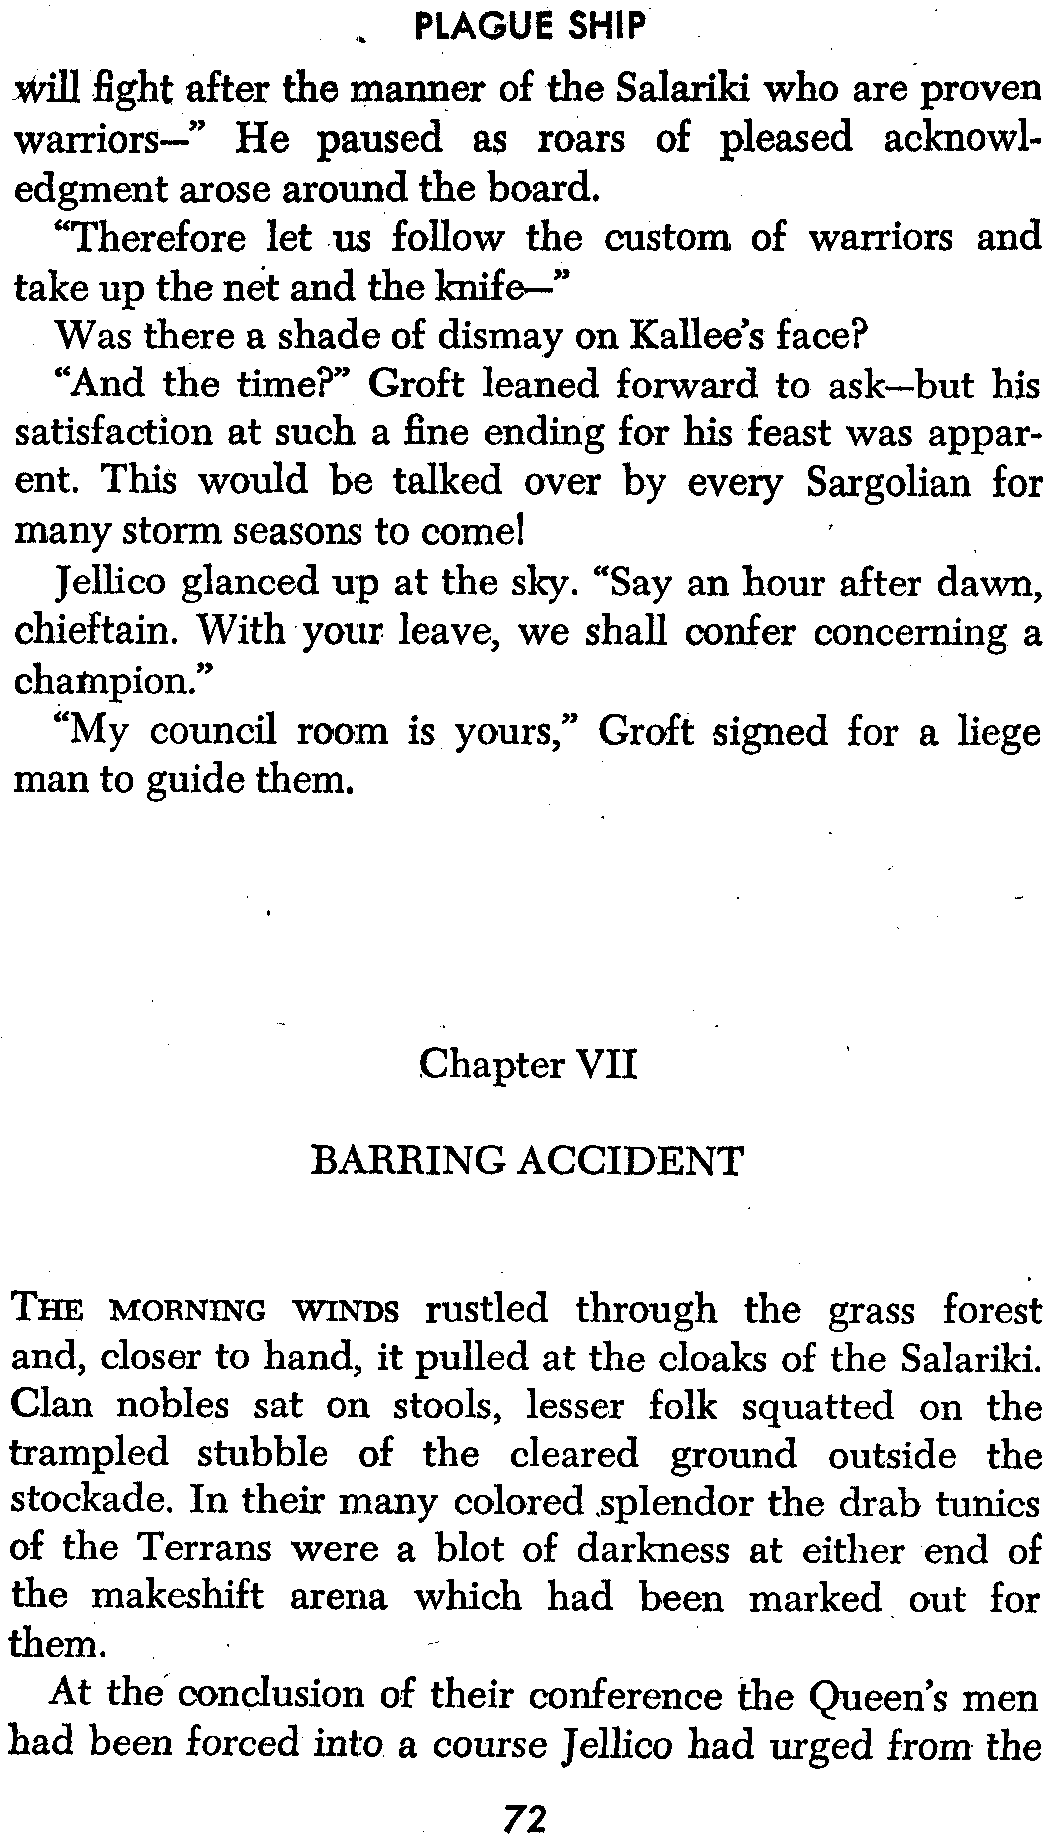 PLAGUE SHIP
will fight after the manner of the Salariki who are proven
warriors—” He paused as roars of pleased acknowl-
edgment arose around the board.
“Therefore let us follow the custom of warriors and
take up the net and the knife—”
Was there a shade of dismay on Kallee’s face?
“And the time?” Groft leaned forward to ask—but his
satisfaction at such a fine ending for his feast was appar-
ent. This would be talked over by every Sargolian for
many storm seasons to come!
Jellico glanced up at the sky. “Say an hour after dawn,
chieftain. With your leave, we shall confer concerning a
champion.”
“My council room is yours,” Groft signed for a liege
man to guide them.
Chapter VII
BARRING ACCIDENT
THE MORNING WINDS rustled through the grass forest
and, closer to hand, it pulled at the cloaks of the Salariki.
Clan nobles sat on stools, lesser folk squatted on the
trampled stubble of the cleared ground outside the
stockade. In their many colored splendor the drab tunics
of the Terrans were a blot of darkness at either end of
the makeshift arena which had been marked out for
them.
At the conclusion of their conference the Queen’s men
had been forced into a course Jellico had urged from the
72